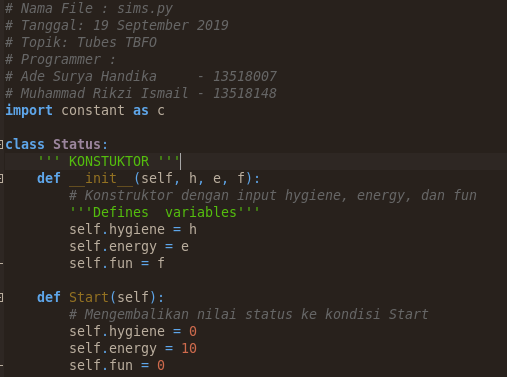 # Nama File : sims.py
# Tanggal: 19 September 2019
# Topik: Tubes TBFO
# Programmer :
# Ade Surya Handika     - 13518007
# Muhammad Rikzi Ismail - 13518148
import constant as c
class Status:
    ''' KONSTUKTOR '''
    def __init__(self, h, e, f):
        # Konstruktor dengan input hygiene, energy, dan fun
        '''Defines  variables'''
        self.hygiene = h
        self.energy = e
        self.fun = f
    def Start(self):
        # Mengembalikan nilai status ke kondisi Start
        self.hygiene = 0
        self.energy = 10
        self.fun = 0